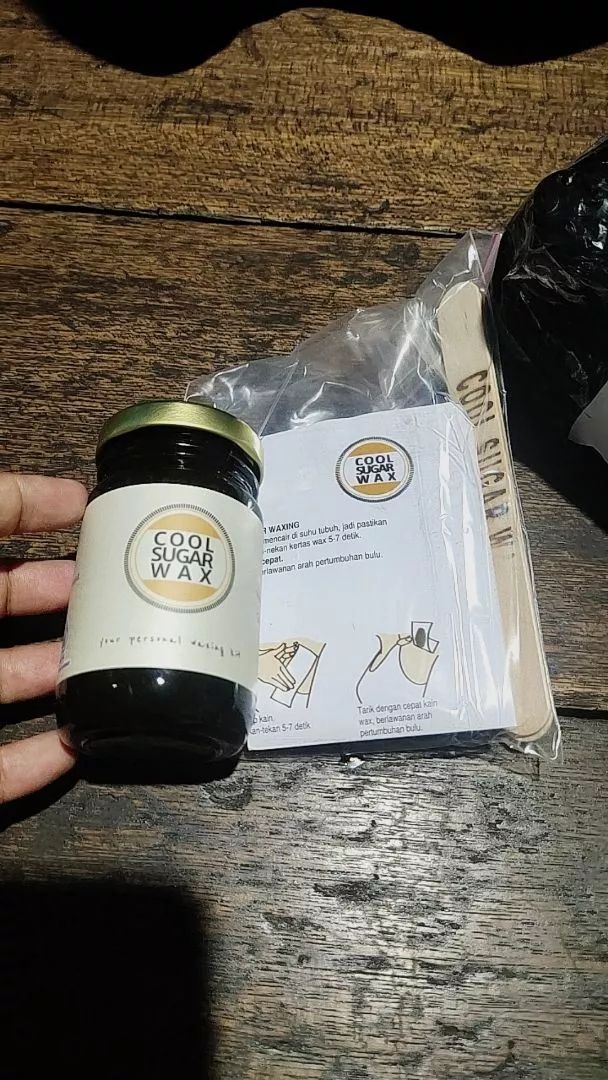 COOL
SUGAR
WAX
your personal waxing kit
COOL
SUGAR
WAX
WAXING
mencair di suhu tubuh, jadi pastikan
-nekan kertas wax 5-7 detik.
cepat.
erlawanan arah pertumbuhan bulu.
kain.
an-tekan 5-7 detik
Tarik dengan cepat kain
wax, berlawanan arah
pertumbuhan bulu.
COOL SUGAR W